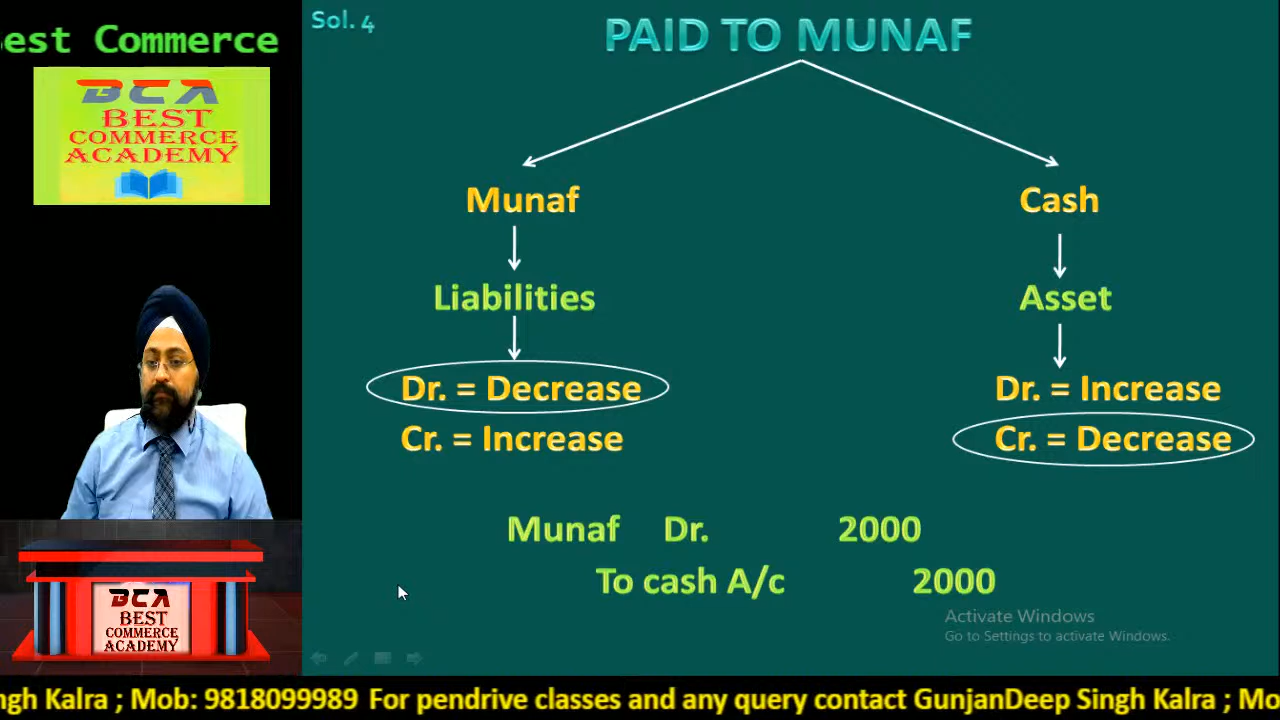 est Commerce
BCA
BEST
COMMERCE
ACADEMY
Sol. 4
PAID TO MUNAF
Munaf
Cash
Liabilities
Asset
Dr. = Decrease
Dr. = Increase
Cr. = Increase
Cr. = Decrease
Munaf Dr. 2000
To cash A/c 2000
BCA
BEST
COMMERCE
ACADEMY
Activate Windows
Go to Settings to activate Windows.
ngh Kalra ; Mob: 9818099989 For pendrive classes and any query contact GunjanDeep Singh Kalra ; Mo